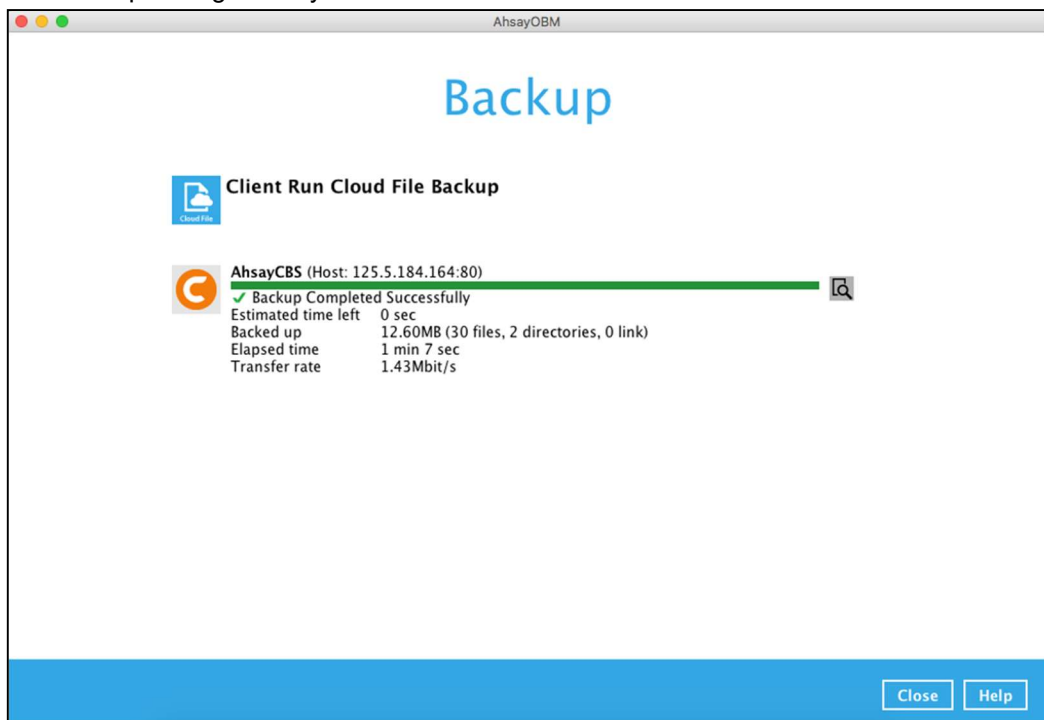 AhsayOBM
Backup
Client Run Cloud File Backup
Cloud File
AhsayCBS (Host: 125.5.184.164:80)
✓ Backup Completed Successfully
Estimated time left 0 sec
Backed up 12.60MB (30 files, 2 directories, 0 link)
Elapsed time 1 min 7 sec
Transfer rate 1.43Mbit/s
Close Help